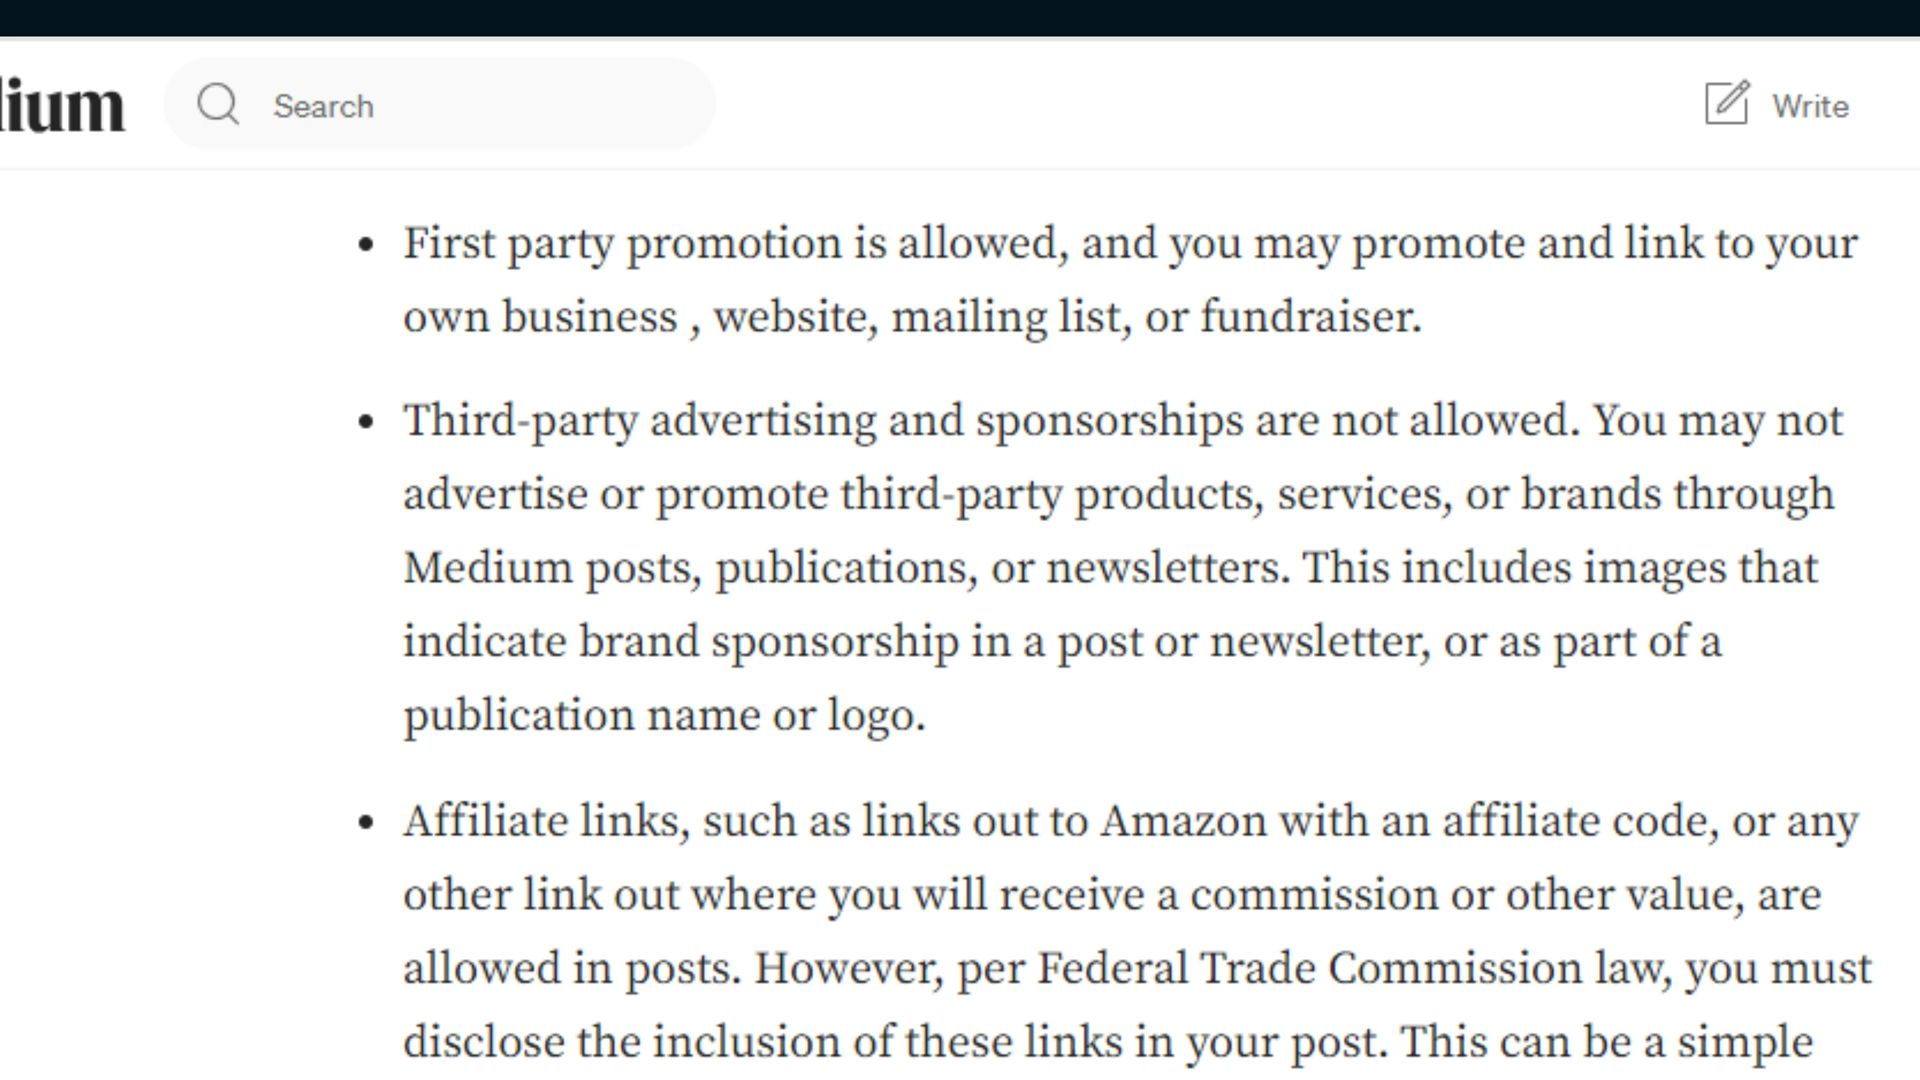 lium
Search
Write
• First party promotion is allowed, and you may promote and link to your
own business , website, mailing list, or fundraiser.
• Third-party advertising and sponsorships are not allowed. You may not
advertise or promote third-party products, services, or brands through
Medium posts, publications, or newsletters. This includes images that
indicate brand sponsorship in a post or newsletter, or as part of a
publication name or logo.
• Affiliate links, such as links out to Amazon with an affiliate code, or any
other link out where you will receive a commission or other value, are
allowed in posts. However, per Federal Trade Commission law, you must
disclose the inclusion of these links in your post. This can be a simple